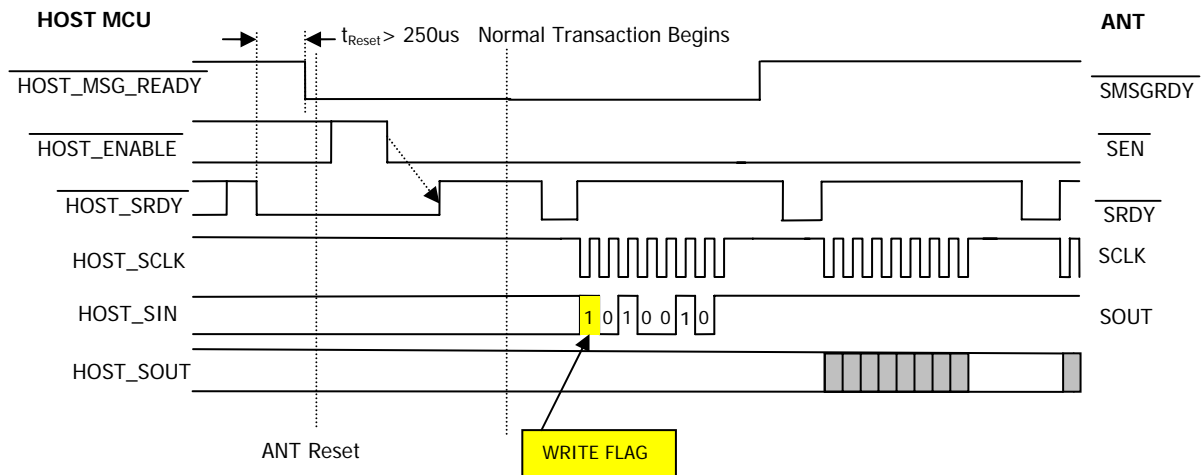 HOST MCU
tReset> 250us Normal Transaction Begins
ANT
HOST_MSG_READY
SMSGRDY
HOST_ENABLE
SEN
HOST_SRDY
SRDY
HOST_SCLK
SCLK
HOST_SIN
1 0 1 0 0 1 0
SOUT
HOST_SOUT
ANT Reset
WRITE FLAG